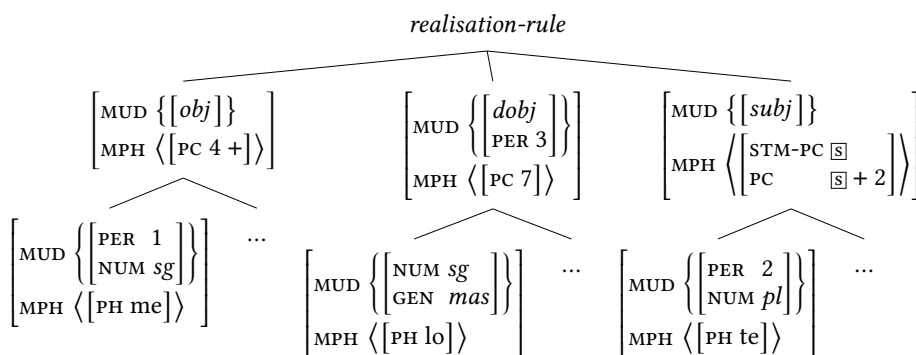 realisation-rule
[MUD {[obj]}
MPH ⟨[PC 4 +]⟩]
[MUD {[dobj
PER 3]}
MPH ⟨[PC 7]⟩]
[MUD {[subj]}
MPH ⟨[STM-PC s
PC s + 2]⟩]
[MUD {[PER 1
NUM sg]}
MPH ⟨[PH me]⟩]
...
[MUD {[NUM sg
GEN mas]}
MPH ⟨[PH lo]⟩]
...
[MUD {[PER 2
NUM pl]}
MPH ⟨[PH te]⟩]
...